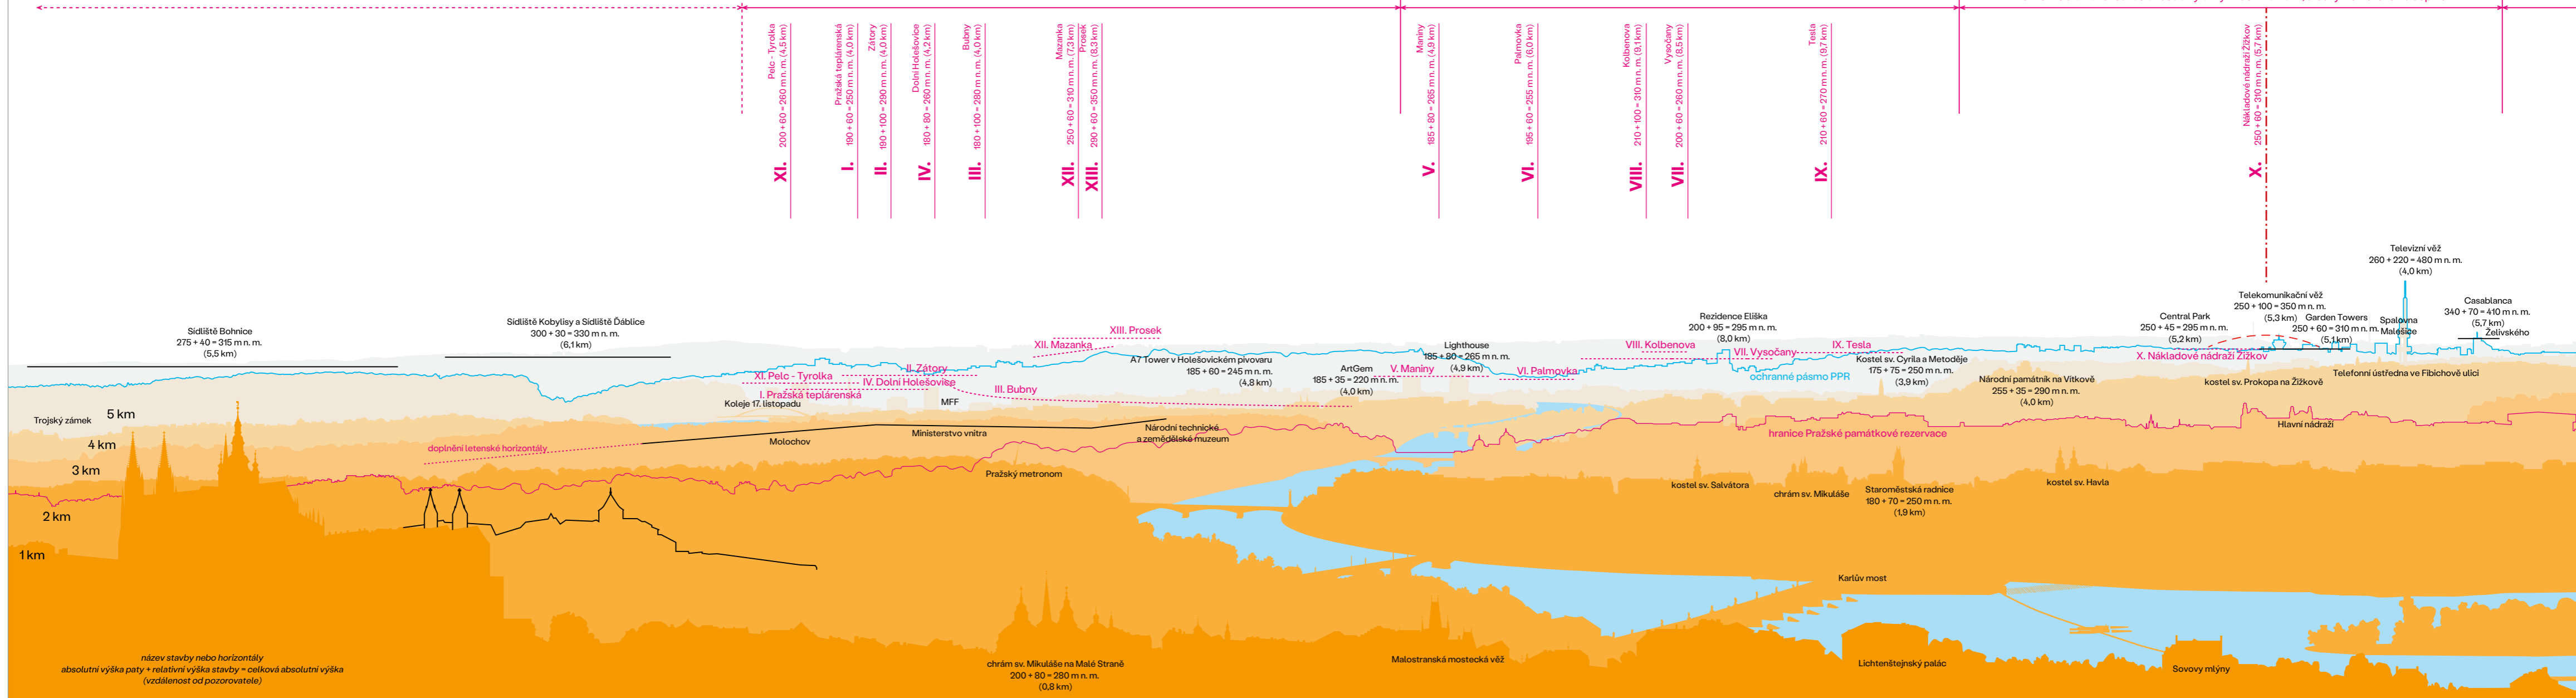 Pelc - Tyrolka
200 + 60 = 260 m n. m. (4,5 km)
XI.
Pražská teplárenská
190 + 60 = 250 m n. m. (4,0 km)
I.
Zátory
190 + 100 = 290 m n. m. (4,0 km)
II.
Dolní Holešovice
180 + 80 = 260 m n. m. (4,2 km)
IV.
Bubny
180 + 100 = 280 m n. m. (4,0 km)
III.
Mazanka
250 + 60 = 310 m n. m. (7,3 km)
XII.
Prosek
290 + 60 = 350 m n. m. (8,3 km)
XIII.
Maniny
185 + 80 = 265 m n. m. (4,9 km)
V.
Palmovka
195 + 60 = 255 m n. m. (6,0 km)
VI.
Kolbenova
210 + 100 = 310 m n. m. (9,1 km)
VIII.
Vysočany
200 + 60 = 260 m n. m. (8,5 km)
VII.
Tesla
210 + 60 = 270 m n. m. (9,7 km)
IX.
Nákladové nádraží Žižkov
250 + 60 = 310 m n. m. (5,7 km)
X.
Televizní věž
260 + 220 = 480 m n. m.
(4,0 km)
Telekomunikační věž
250 + 100 = 350 m n. m.
(5,3 km)
Casablanca
340 + 70 = 410 m n. m.
(5,7 km)
Želivského
Central Park
250 + 45 = 295 m n. m.
(5,2 km)
Garden Towers
250 + 60 = 310 m n. m.
(5,1 km)
Spalovna
Malešice
Sídliště Bohnice
275 + 40 = 315 m n. m.
(5,5 km)
Sídliště Kobylisy a Sídliště Ďáblice
300 + 30 = 330 m n. m.
(6,1 km)
XIII. Prosek
XII. Mazanka
A7 Tower v Holešovickém pivovaru
185 + 60 = 245 m n. m.
(4,8 km)
ArtGem
185 + 35 = 220 m n. m.
(4,0 km)
Lighthouse
185 + 80 = 265 m n. m.
(4,9 km)
V. Maniny
VI. Palmovka
Rezidence Eliška
200 + 95 = 295 m n. m.
(8,0 km)
VIII. Kolbenova
VII. Vysočany
IX. Tesla
Kostel sv. Cyrila a Metoděje
175 + 75 = 250 m n. m.
(3,9 km)
ochranné pásmo PPR
X. Nákladové nádraží Žižkov
Národní památník na Vítkově
255 + 35 = 290 m n. m.
(4,0 km)
kostel sv. Prokopa na Žižkově
Telefonní ústředna ve Fibichově ulici
II. Zátory
XI. Pelc - Tyrolka
IV. Dolní Holešovice
I. Pražská teplárenská
III. Bubny
Koleje 17. listopadu
MFF
Trojský zámek
5 km
4 km
3 km
2 km
1 km
doplnění letenské horizontály
Molochov
Ministerstvo vnitra
Národní technické
a zemědělské muzeum
Pražský metronom
hranice Pražské památkové rezervace
Hlavní nádraží
kostel sv. Salvátora
chrám sv. Mikuláše
Staroměstská radnice
180 + 70 = 250 m n. m.
(1,9 km)
kostel sv. Havla
Karlův most
název stavby nebo horizontály
absolutní výška paty + relativní výška stavby = celková absolutní výška
(vzdálenost od pozorovatele)
chrám sv. Mikuláše na Malé Straně
200 + 80 = 280 m n. m.
(0,8 km)
Malostranská mostecká věž
Lichtenštejnský palác
Sovovy mlýny